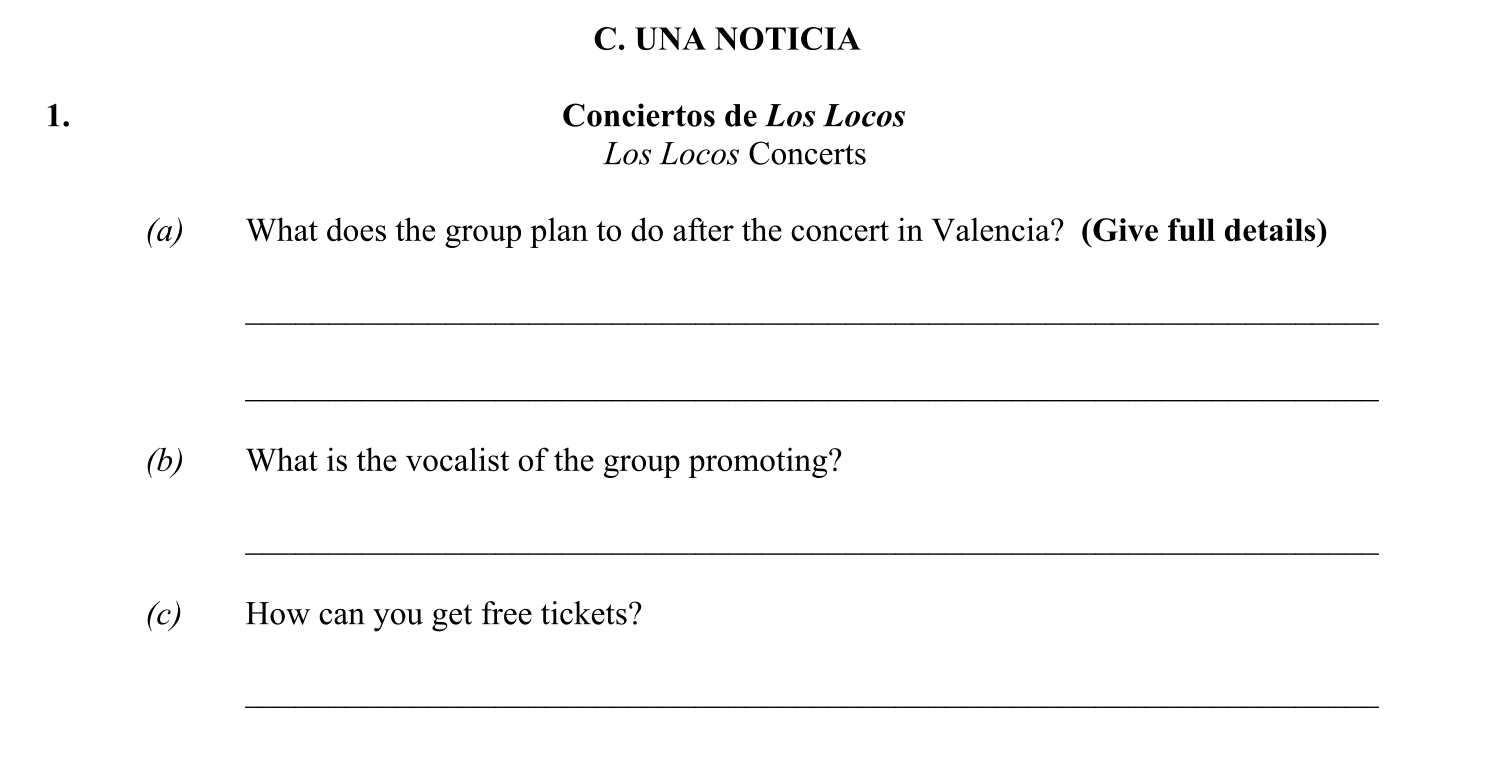 C. UNA NOTICIA
1. Conciertos de Los Locos
Los Locos Concerts
(a) What does the group plan to do after the concert in Valencia? (Give full details)
(b) What is the vocalist of the group promoting?
(c) How can you get free tickets?